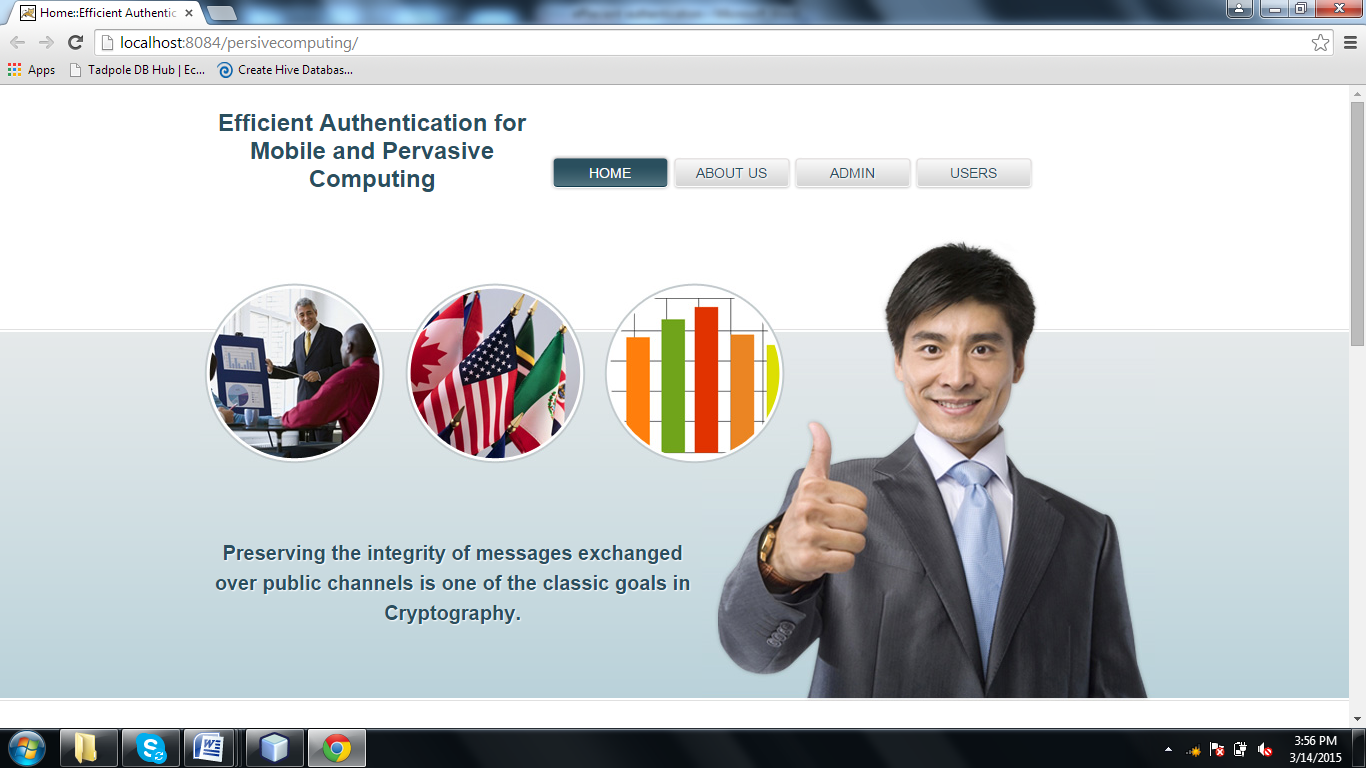 Home::Efficient Authentic
localhost:8084/persivecomputing/
Apps
Tadpole DB Hub | Ec...
Create Hive Databas...
Efficient Authentication for
Mobile and Pervasive
Computing
HOME
ABOUT US
ADMIN
USERS
Preserving the integrity of messages exchanged
over public channels is one of the classic goals in
Cryptography.
3:56 PM
3/14/2015